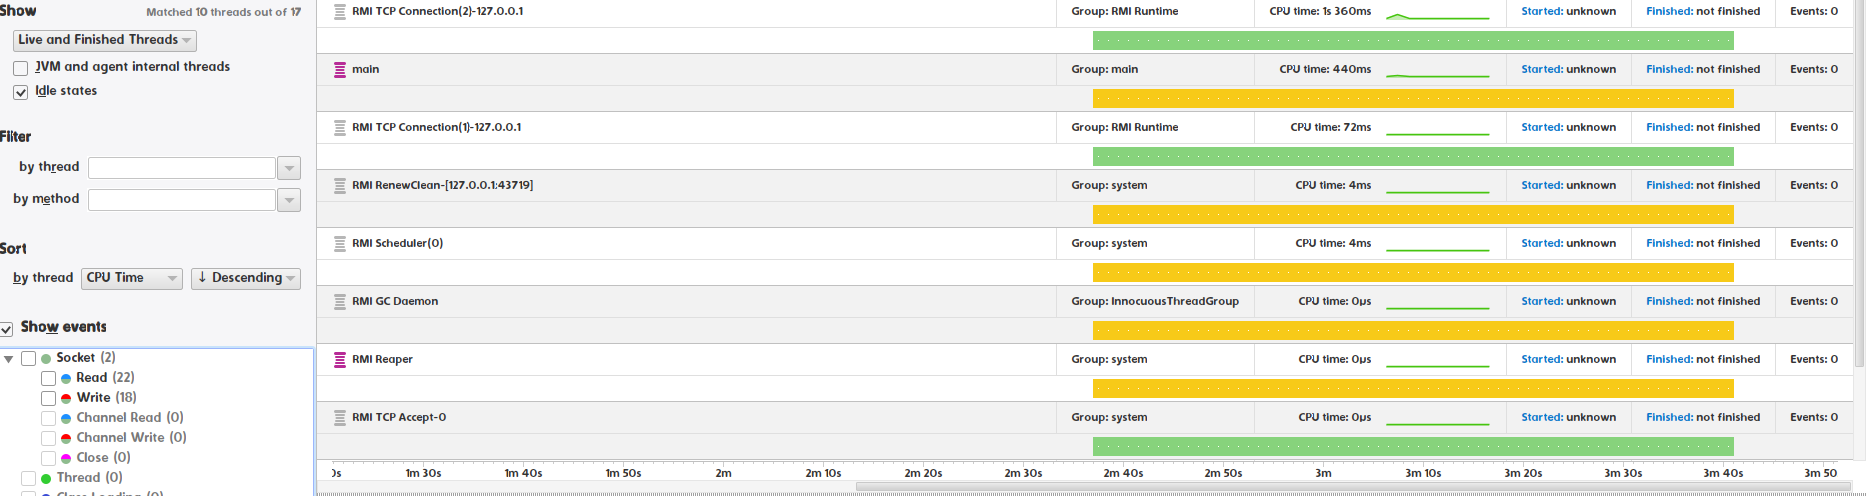 Show
Matched 10 threads out of 17
Live and Finished Threads
JVM and agent internal threads
Idle states
Filter
by thread
by method
Sort
by thread CPU Time ↓ Descending
Show events
Socket (2)
Read (22)
Write (18)
Channel Read (0)
Channel Write (0)
Close (0)
Thread (0)
Class Loading (0)
RMI TCP Connection(2)-127.0.0.1 Group: RMI Runtime CPU time: 1s 360ms Started: unknown Finished: not finished Events: 0
main Group: main CPU time: 440ms Started: unknown Finished: not finished Events: 0
RMI TCP Connection(1)-127.0.0.1 Group: RMI Runtime CPU time: 72ms Started: unknown Finished: not finished Events: 0
RMI RenewClean-[127.0.0.1:43719] Group: system CPU time: 4ms Started: unknown Finished: not finished Events: 0
RMI Scheduler(0) Group: system CPU time: 4ms Started: unknown Finished: not finished Events: 0
RMI GC Daemon Group: InnocuousThreadGroup CPU time: 0µs Started: unknown Finished: not finished Events: 0
RMI Reaper Group: system CPU time: 0µs Started: unknown Finished: not finished Events: 0
RMI TCP Accept-0 Group: system CPU time: 0µs Started: unknown Finished: not finished Events: 0
0s 1m 30s 1m 40s 1m 50s 2m 2m 10s 2m 20s 2m 30s 2m 40s 2m 50s 3m 3m 10s 3m 20s 3m 30s 3m 40s 3m 50